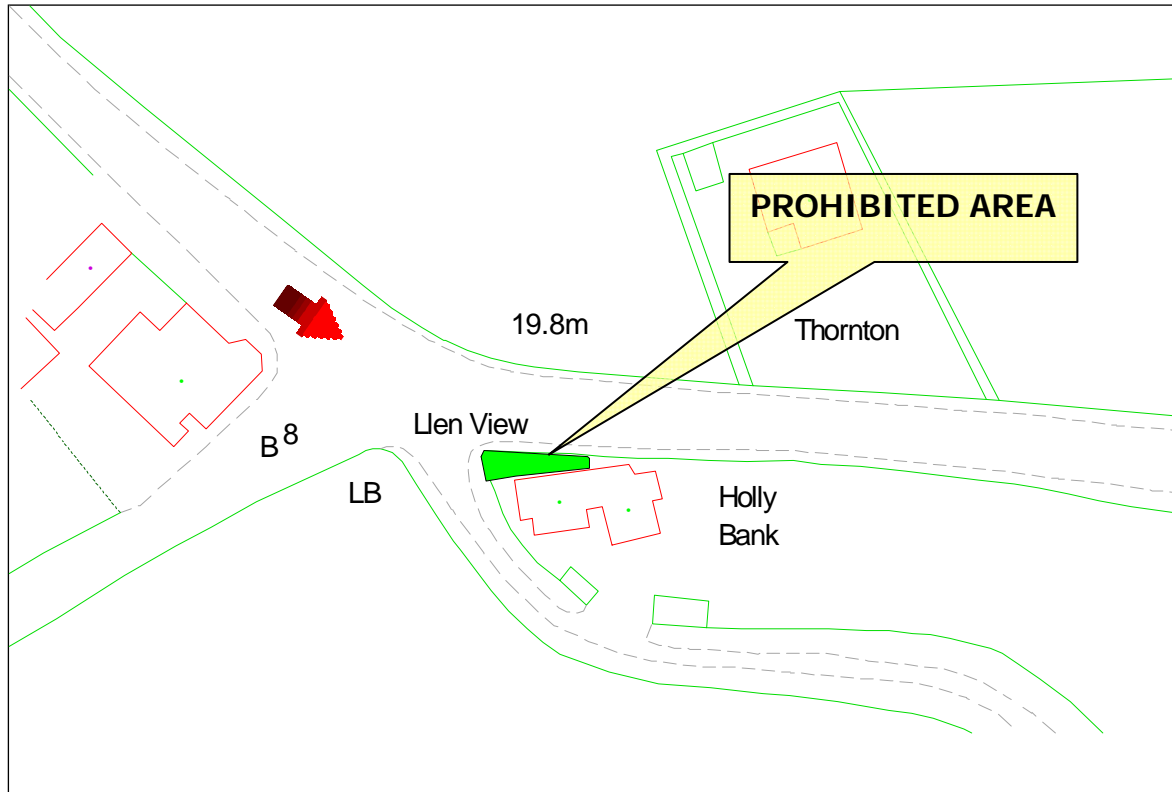 PROHIBITED AREA
19.8m
Thornton
Llen View
B 8
LB
Holly
Bank